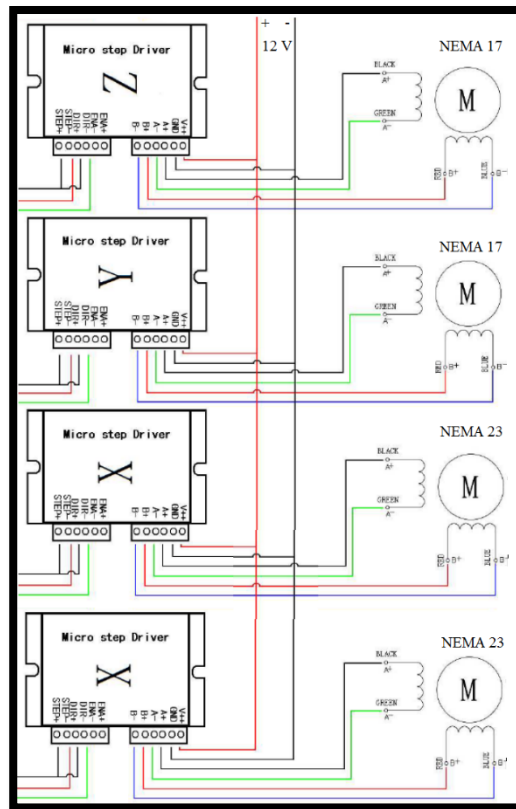 + -
12 V
Micro step Driver
Z
STEP+
STEP-
DIR+
DIR-
ENA-
ENA+
B-
B+
A-
A+
GND
V++
NEMA 17
BLACK
A+
GREEN
A-
M
RED
B+
BLUE
B-
Micro step Driver
Y
STEP+
STEP-
DIR+
DIR-
ENA-
ENA+
B-
B+
A-
A+
GND
V++
NEMA 17
BLACK
A+
GREEN
A-
M
RED
B+
BLUE
B-
Micro step Driver
X
STEP+
STEP-
DIR+
DIR-
ENA-
ENA+
B-
B+
A-
A+
GND
V++
NEMA 23
BLACK
A+
GREEN
A-
M
RED
B+
BLUE
Micro step Driver
X
STEP+
STEP-
DIR+
DIR-
ENA-
ENA+
B-
B+
A-
A+
GND
V++
NEMA 23
BLACK
A+
GREEN
A-
M
RED
B+
BLUE